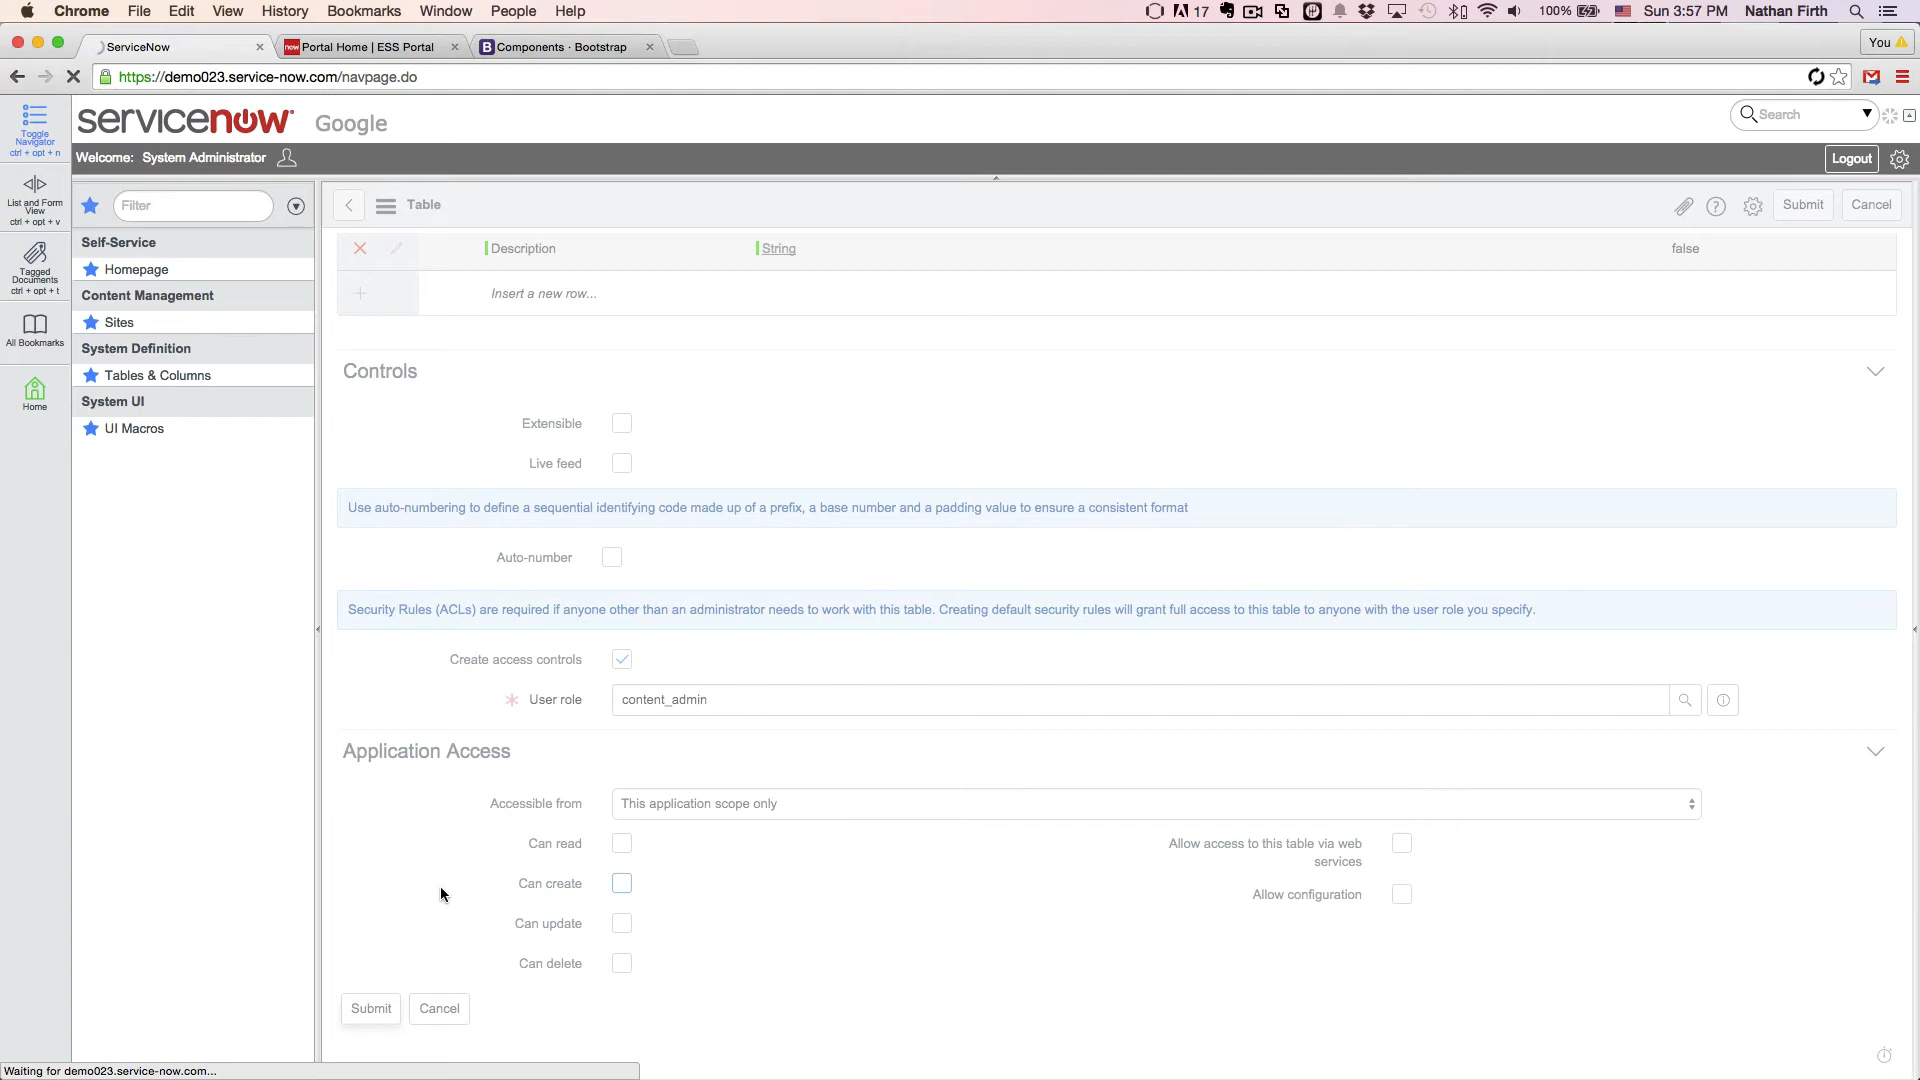 Chrome File Edit View History Bookmarks Window People Help 17 100% Sun 3:57 PM Nathan Firth
ServiceNow
now Portal Home | ESS Portal
B Components · Bootstrap
You
https://demo023.service-now.com/navpage.do
Toggle
Navigator
ctrl + opt + n
servicenow Google
Search
Welcome: System Administrator
Logout
List and Form
View
ctrl + opt + v
Filter
Table
Submit Cancel
Tagged
Documents
ctrl + opt + t
All Bookmarks
Home
Self-Service
Homepage
Content Management
Sites
System Definition
Tables & Columns
System UI
UI Macros
Description String false
Insert a new row...
Controls
Extensible
Live feed
Use auto-numbering to define a sequential identifying code made up of a prefix, a base number and a padding value to ensure a consistent format
Auto-number
Security Rules (ACLs) are required if anyone other than an administrator needs to work with this table. Creating default security rules will grant full access to this table to anyone with the user role you specify.
Create access controls
User role content_admin
Application Access
Accessible from This application scope only
Can read
Allow access to this table via web
services
Can create
Allow configuration
Can update
Can delete
Submit Cancel
Waiting for demo023.service-now.com...